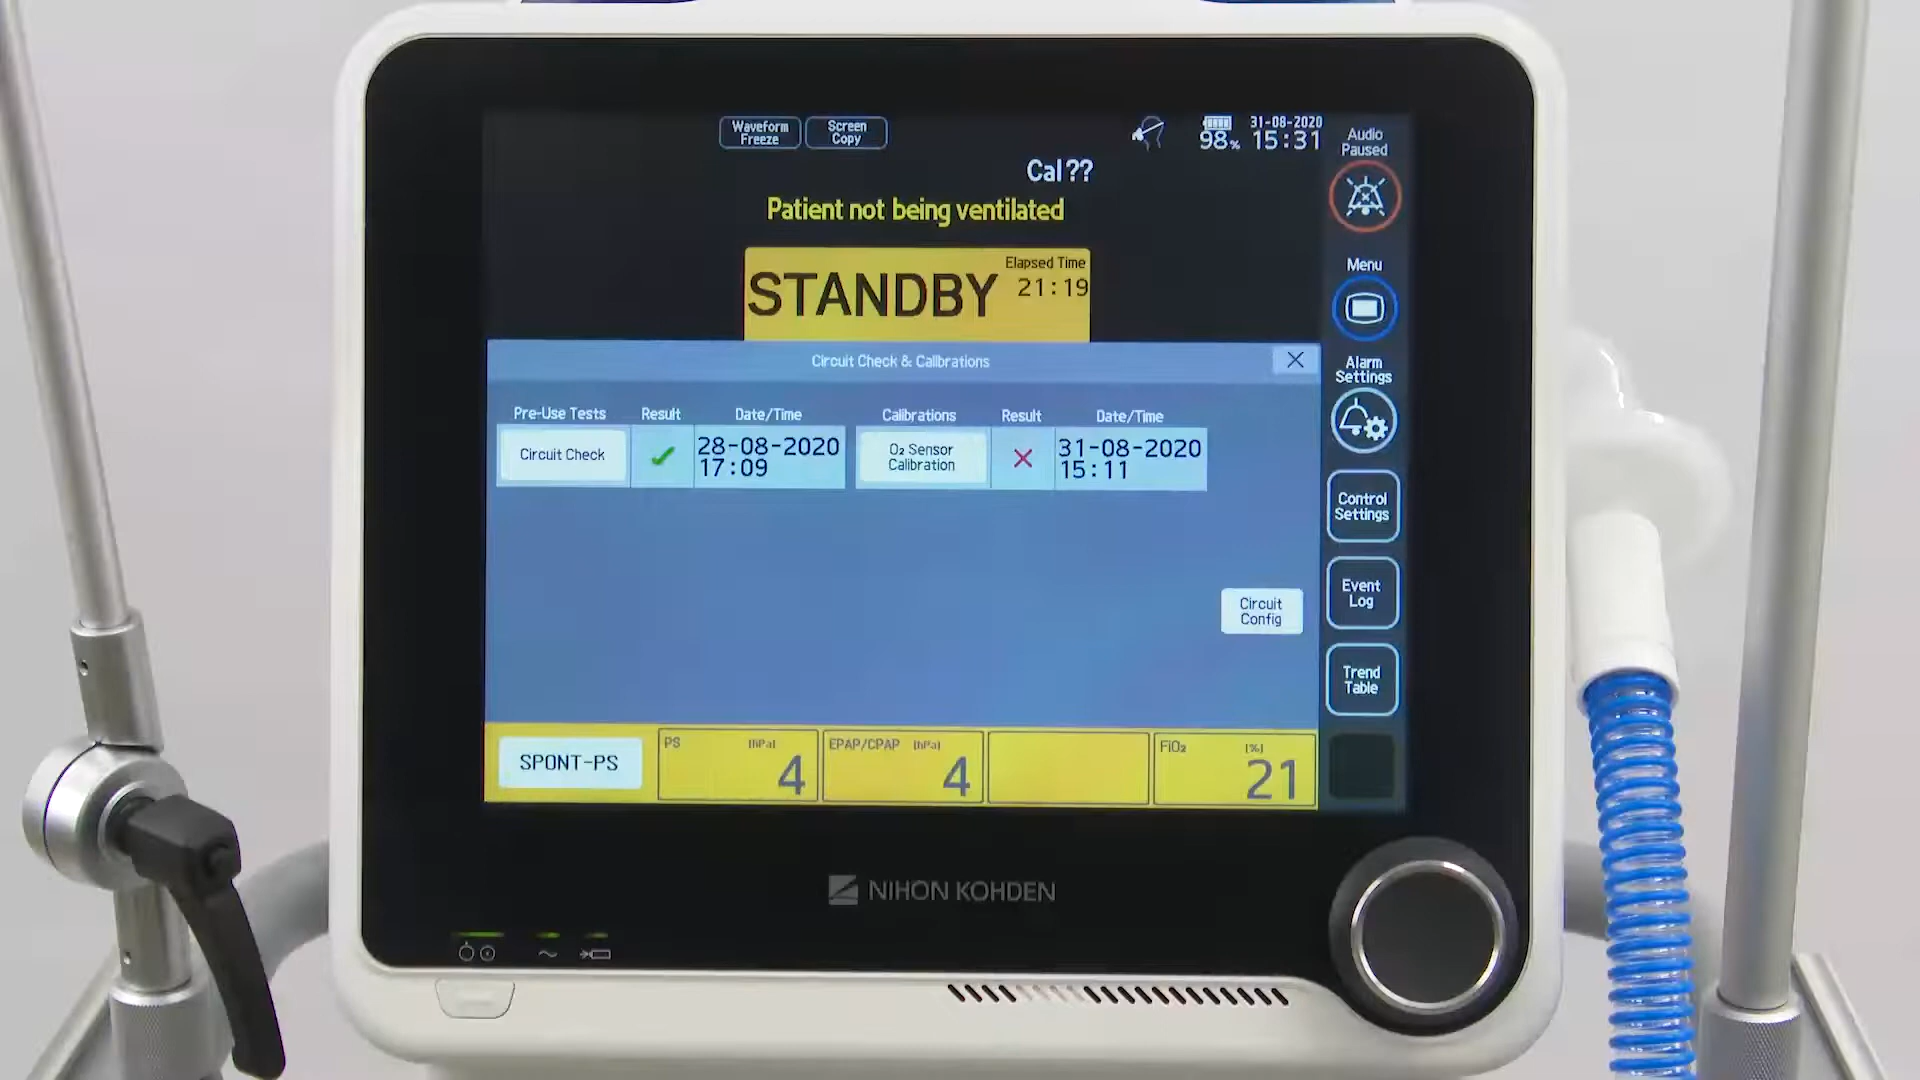 Waveform
Freeze
Screen
Copy
98%
31-08-2020
15:31
Audio
Paused
Cal??
Patient not being ventilated
STANDBY
Elapsed Time
21:19
Menu
Circuit Check & Calibrations
Alarm
Settings
Pre-Use Tests
Result
Date/Time
Calibrations
Result
Date/Time
Circuit Check
28-08-2020
17:09
O₂ Sensor
Calibration
31-08-2020
15:11
Control
Settings
Event
Log
Circuit
Config
Trend
Table
SPONT-PS
PS [hPa]
4
EPAP/CPAP [hPa]
4
FiO₂ [%]
21
NIHON KOHDEN